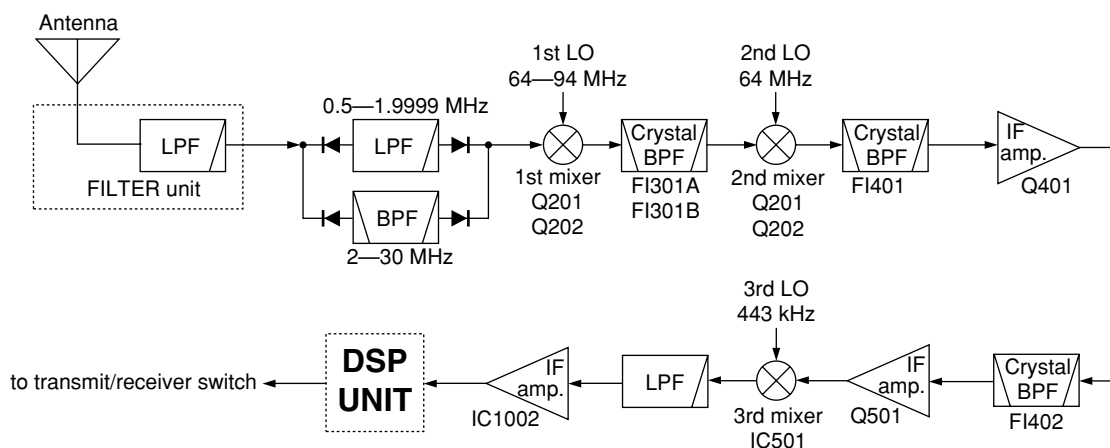 Antenna
LPF
FILTER unit
0.5—1.9999 MHz
LPF
BPF
2—30 MHz
1st LO
64—94 MHz
1st mixer
Q201
Q202
Crystal
BPF
FI301A
FI301B
2nd LO
64 MHz
2nd mixer
Q201
Q202
Crystal
BPF
FI401
IF
amp.
Q401
to transmit/receiver switch
DSP
UNIT
IF
amp.
IC1002
LPF
3rd LO
443 kHz
3rd mixer
IC501
IF
amp.
Q501
Crystal
BPF
FI402